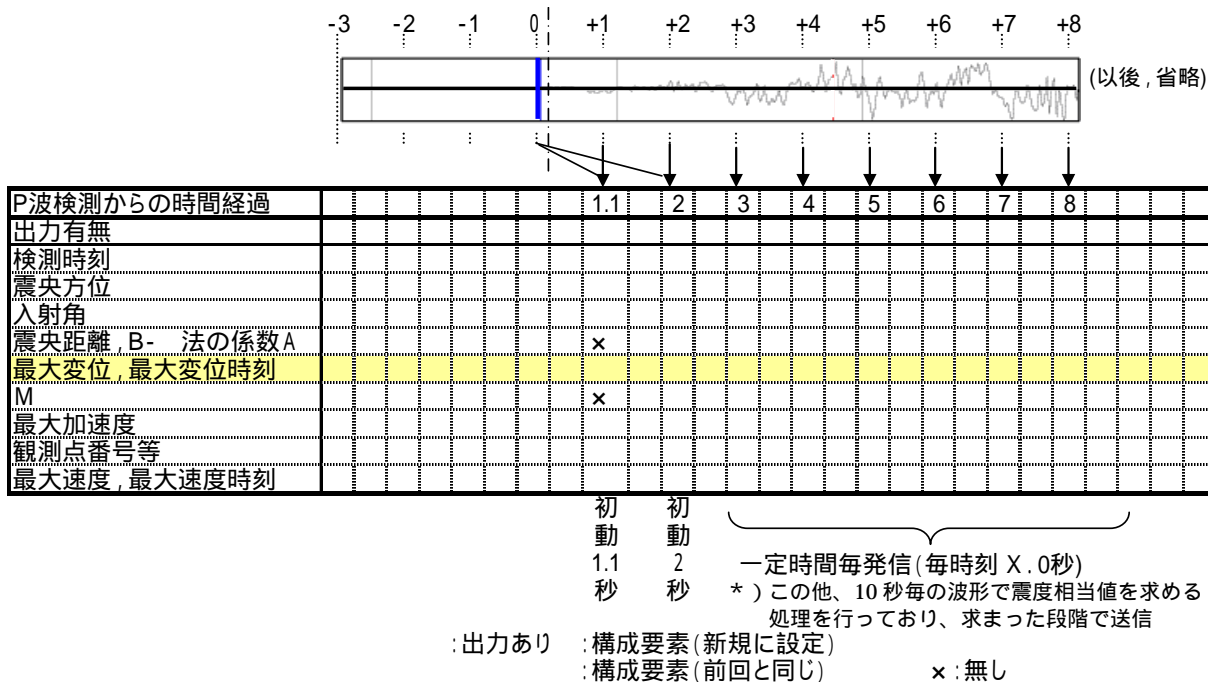 -3 -2 -1 0 +1 +2 +3 +4 +5 +6 +7 +8
(以後,省略)
P波検測からの時間経過 1.1 2 3 4 5 6 7 8
出力有無
検測時刻
震央方位
入射角
震央距離,B- 法の係数A ×
最大変位,最大変位時刻
M ×
最大加速度
観測点番号等
最大速度,最大速度時刻
初動1.1秒
初動2秒
一定時間毎発信(毎時刻 X.0秒)
*)この他、10秒毎の波形で震度相当値を求める
処理を行っており、求まった段階で送信
:出力あり :構成要素(新規に設定)
:構成要素(前回と同じ) ×:無し